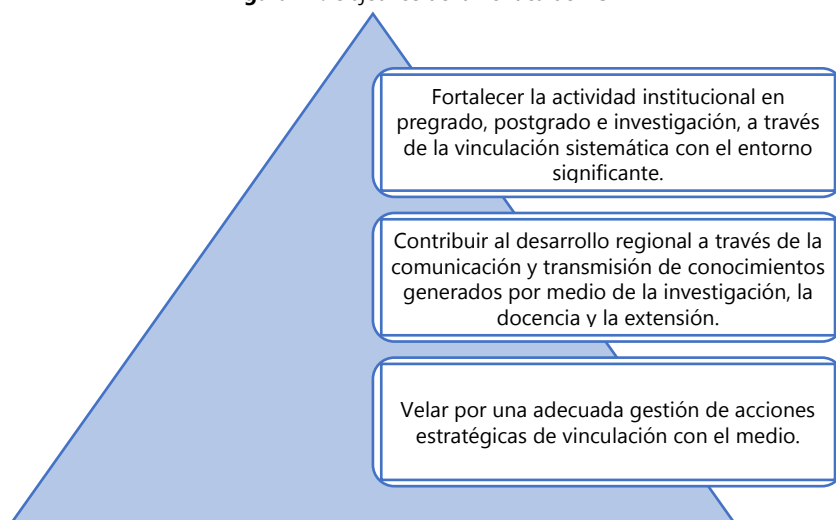 Fortalecer la actividad institucional en
pregrado, postgrado e investigación, a través
de la vinculación sistemática con el entorno
significante.
Contribuir al desarrollo regional a través de la
comunicación y transmisión de conocimientos
generados por medio de la investigación, la
docencia y la extensión.
Velar por una adecuada gestión de acciones
estratégicas de vinculación con el medio.